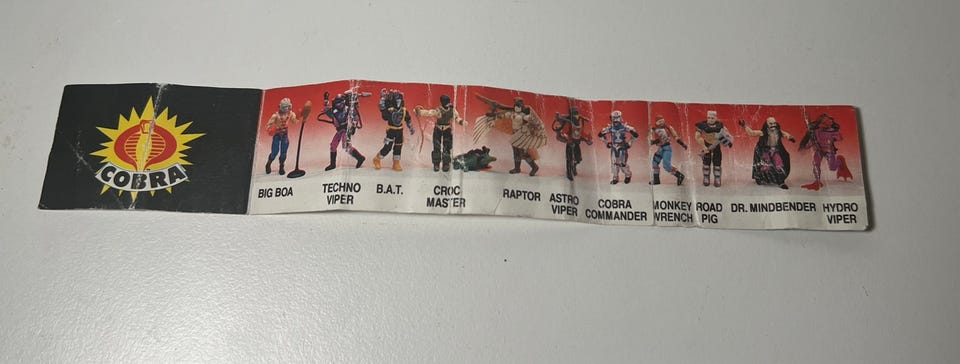 COBRA
BIG BOA
TECHNO
VIPER
B.A.T.
CROC
MASTER
RAPTOR
ASTRO
VIPER
COBRA
COMMANDER
MONKEY
WRENCH
ROAD
PIG
DR. MINDBENDER
HYDRO
VIPER